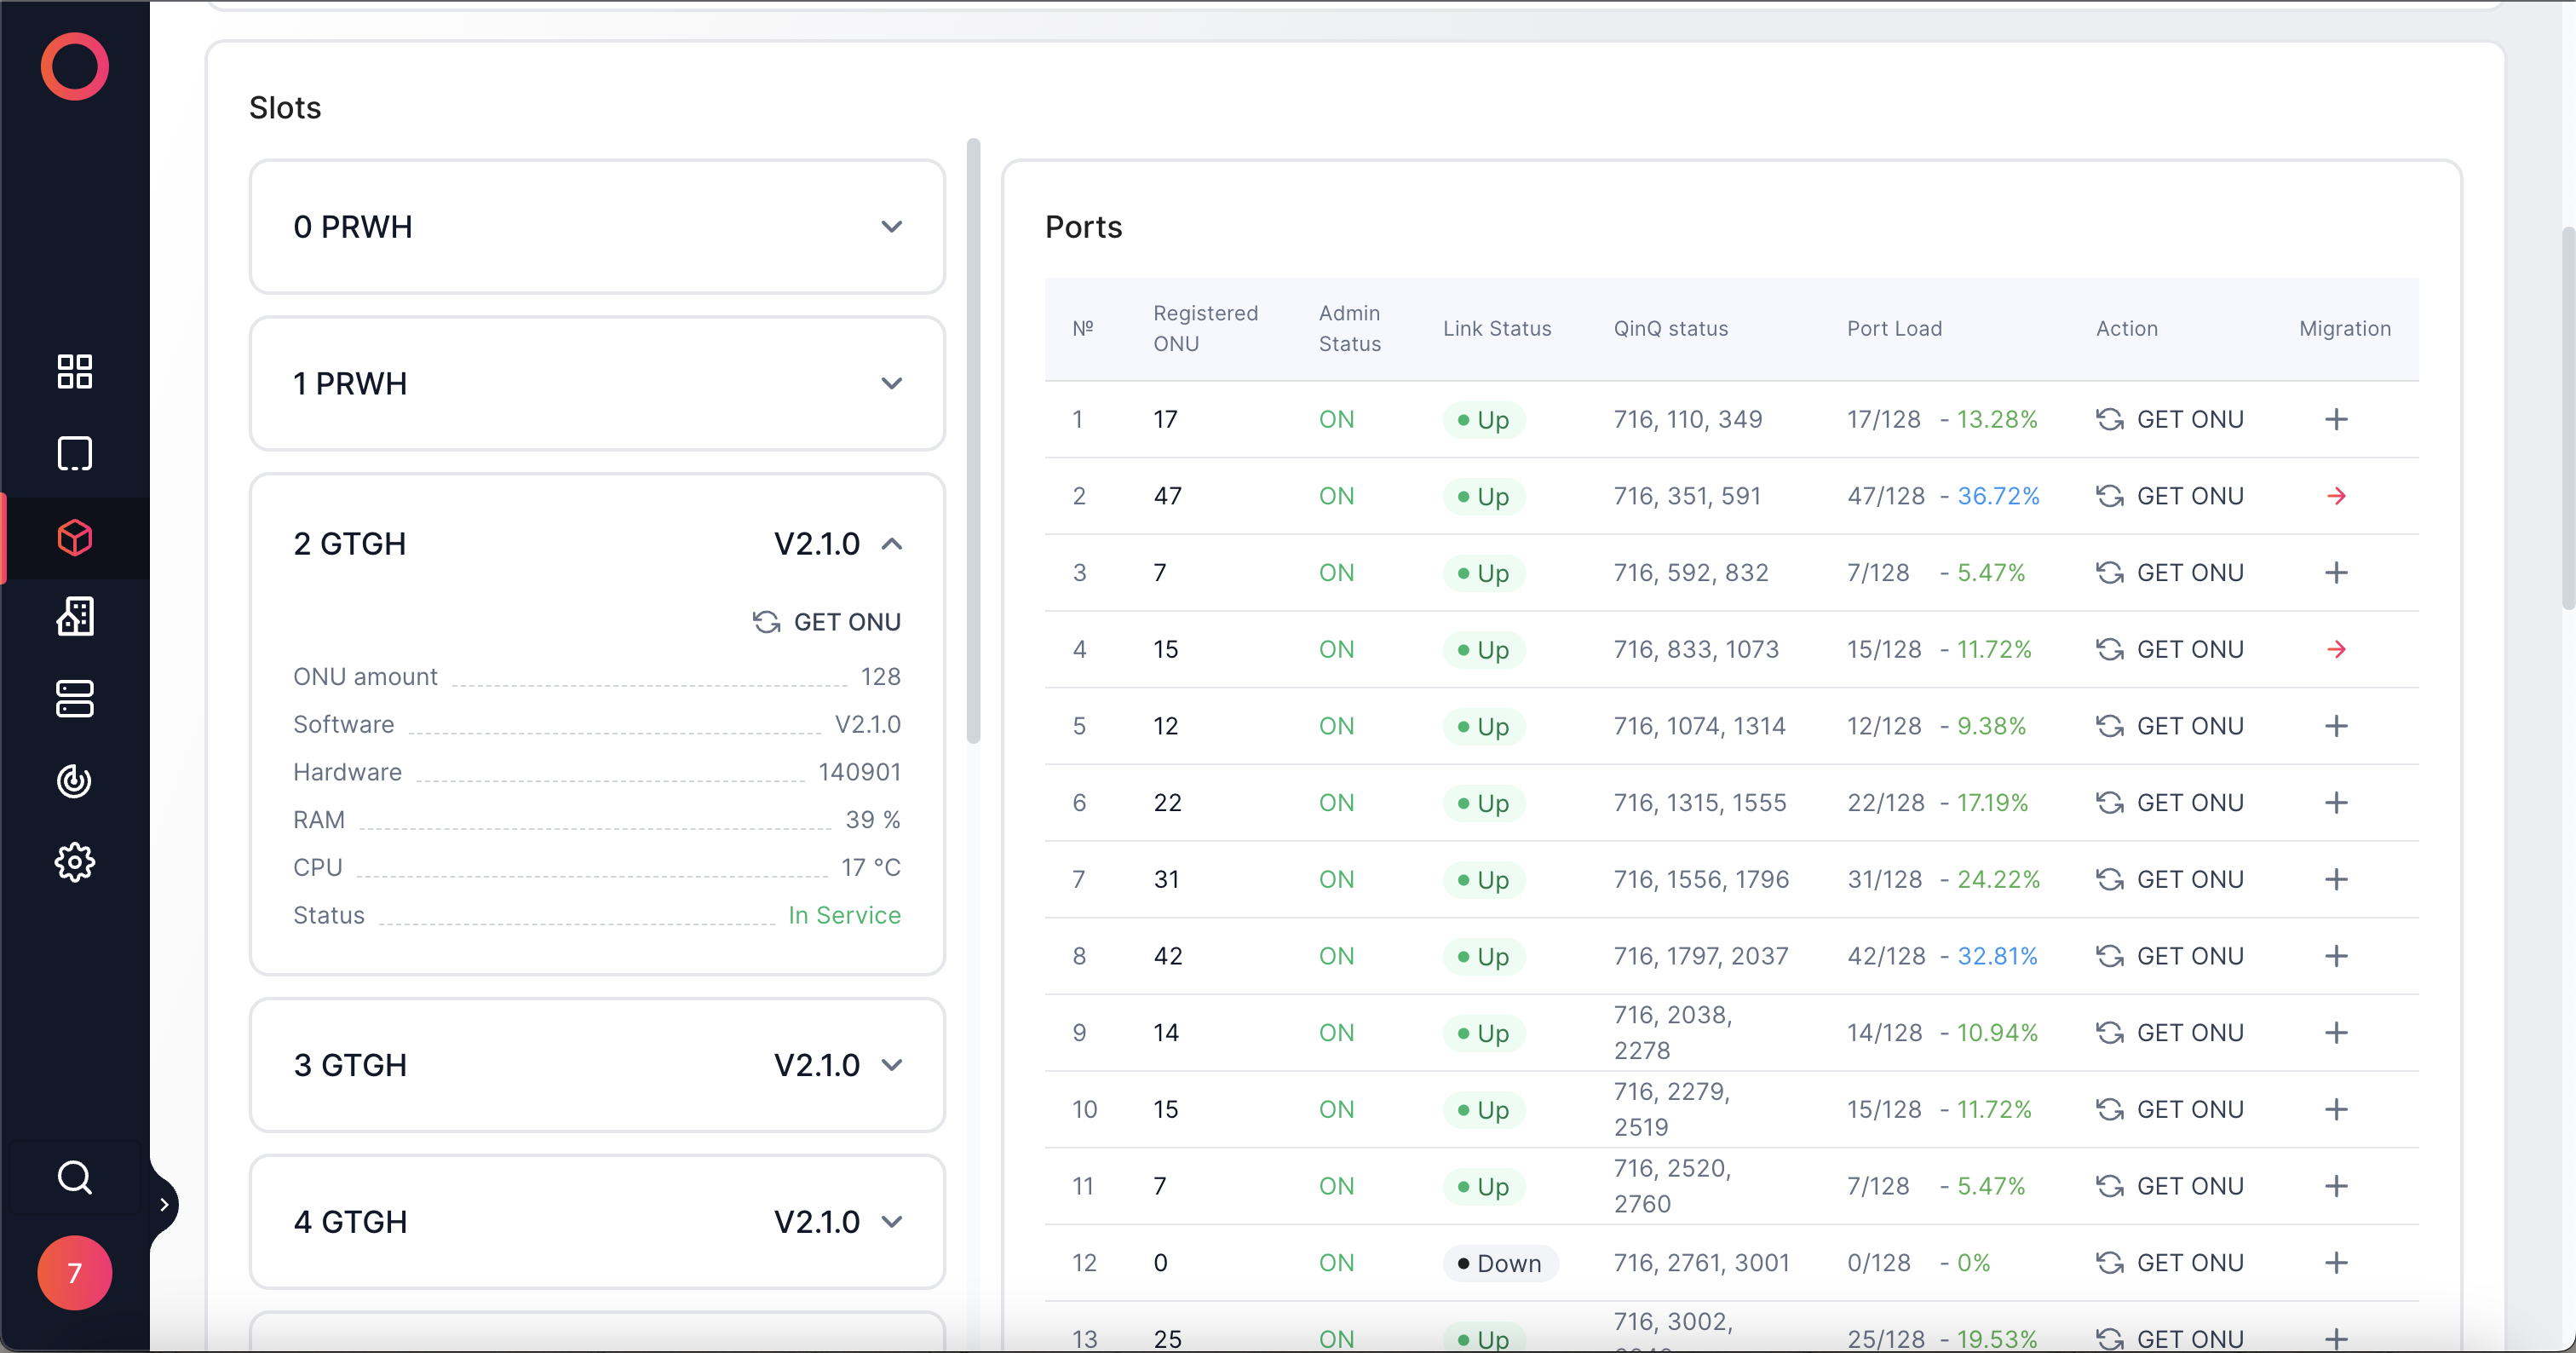 Slots
0 PRWH
1 PRWH
2 GTGH V2.1.0
GET ONU
ONU amount 128
Software V2.1.0
Hardware 140901
RAM 39 %
CPU 17 °C
Status In Service
3 GTGH V2.1.0
4 GTGH V2.1.0
7
Ports
№ Registered ONU Admin Status Link Status QinQ status Port Load Action Migration
1 17 ON Up 716, 110, 349 17/128 - 13.28% GET ONU
2 47 ON Up 716, 351, 591 47/128 - 36.72% GET ONU
3 7 ON Up 716, 592, 832 7/128 - 5.47% GET ONU
4 15 ON Up 716, 833, 1073 15/128 - 11.72% GET ONU
5 12 ON Up 716, 1074, 1314 12/128 - 9.38% GET ONU
6 22 ON Up 716, 1315, 1555 22/128 - 17.19% GET ONU
7 31 ON Up 716, 1556, 1796 31/128 - 24.22% GET ONU
8 42 ON Up 716, 1797, 2037 42/128 - 32.81% GET ONU
9 14 ON Up 716, 2038, 2278 14/128 - 10.94% GET ONU
10 15 ON Up 716, 2279, 2519 15/128 - 11.72% GET ONU
11 7 ON Up 716, 2520, 2760 7/128 - 5.47% GET ONU
12 0 ON Down 716, 2761, 3001 0/128 - 0% GET ONU
13 25 ON Up 716, 3002, 25/128 - 19.53% GET ONU